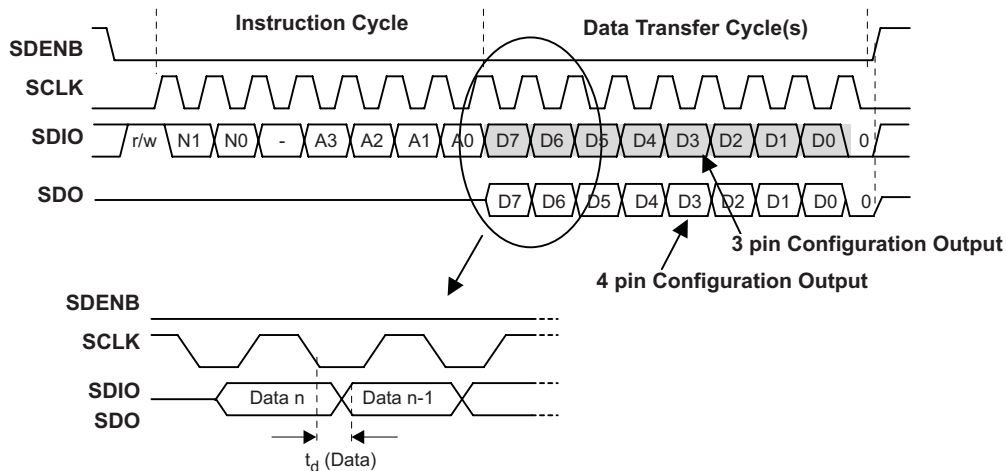 Instruction Cycle
Data Transfer Cycle(s)
SDENB
SCLK
SDIO
r/w N1 N0 - A3 A2 A1 A0 D7 D6 D5 D4 D3 D2 D1 D0 0
SDO
D7 D6 D5 D4 D3 D2 D1 D0 0
3 pin Configuration Output
4 pin Configuration Output
SDENB
SCLK
SDIO
SDO
Data n
Data n-1
td (Data)